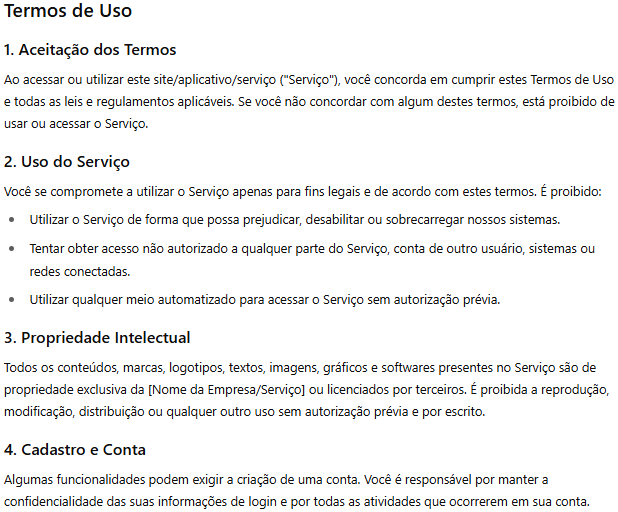 Termos de Uso
1. Aceitação dos Termos
Ao acessar ou utilizar este site/aplicativo/serviço ("Serviço"), você concorda em cumprir estes Termos de Uso
e todas as leis e regulamentos aplicáveis. Se você não concordar com algum destes termos, está proibido de
usar ou acessar o Serviço.
2. Uso do Serviço
Você se compromete a utilizar o Serviço apenas para fins legais e de acordo com estes termos. É proibido:
• Utilizar o Serviço de forma que possa prejudicar, desabilitar ou sobrecarregar nossos sistemas.
• Tentar obter acesso não autorizado a qualquer parte do Serviço, conta de outro usuário, sistemas ou
redes conectadas.
• Utilizar qualquer meio automatizado para acessar o Serviço sem autorização prévia.
3. Propriedade Intelectual
Todos os conteúdos, marcas, logotipos, textos, imagens, gráficos e softwares presentes no Serviço são de
propriedade exclusiva da [Nome da Empresa/Serviço] ou licenciados por terceiros. É proibida a reprodução,
modificação, distribuição ou qualquer outro uso sem autorização prévia e por escrito.
4. Cadastro e Conta
Algumas funcionalidades podem exigir a criação de uma conta. Você é responsável por manter a
confidencialidade das suas informações de login e por todas as atividades que ocorrerem em sua conta.